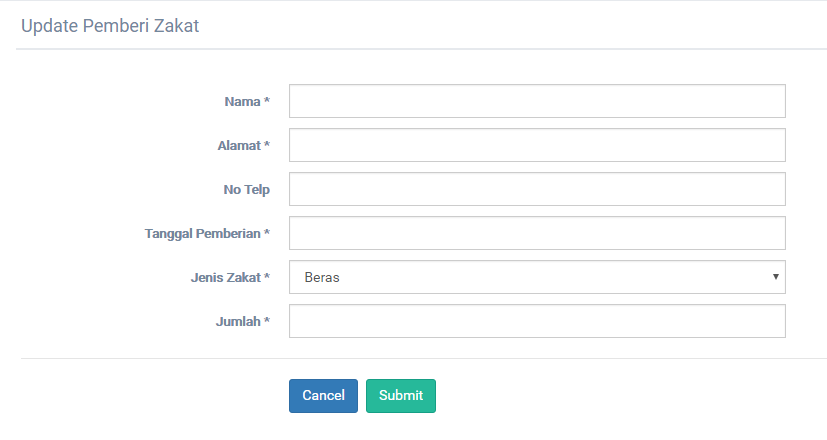 Update Pemberi Zakat
Nama *
Alamat *
No Telp
Tanggal Pemberian *
Jenis Zakat * Beras
Jumlah *
Cancel Submit